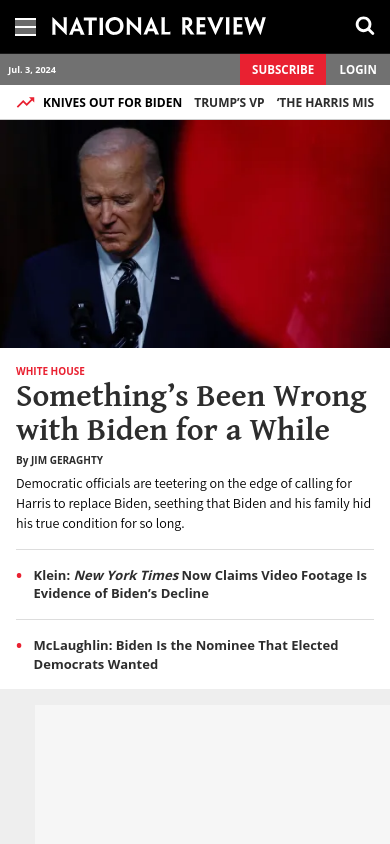 NATIONAL REVIEW
Jul. 3, 2024
SUBSCRIBE
LOGIN
KNIVES OUT FOR BIDEN TRUMP’S VP ’THE HARRIS MIS
WHITE HOUSE
Something’s Been Wrong
with Biden for a While
By JIM GERAGHTY
Democratic officials are teetering on the edge of calling for
Harris to replace Biden, seething that Biden and his family hid
his true condition for so long.
Klein: New York Times Now Claims Video Footage Is
Evidence of Biden’s Decline
McLaughlin: Biden Is the Nominee That Elected
Democrats Wanted